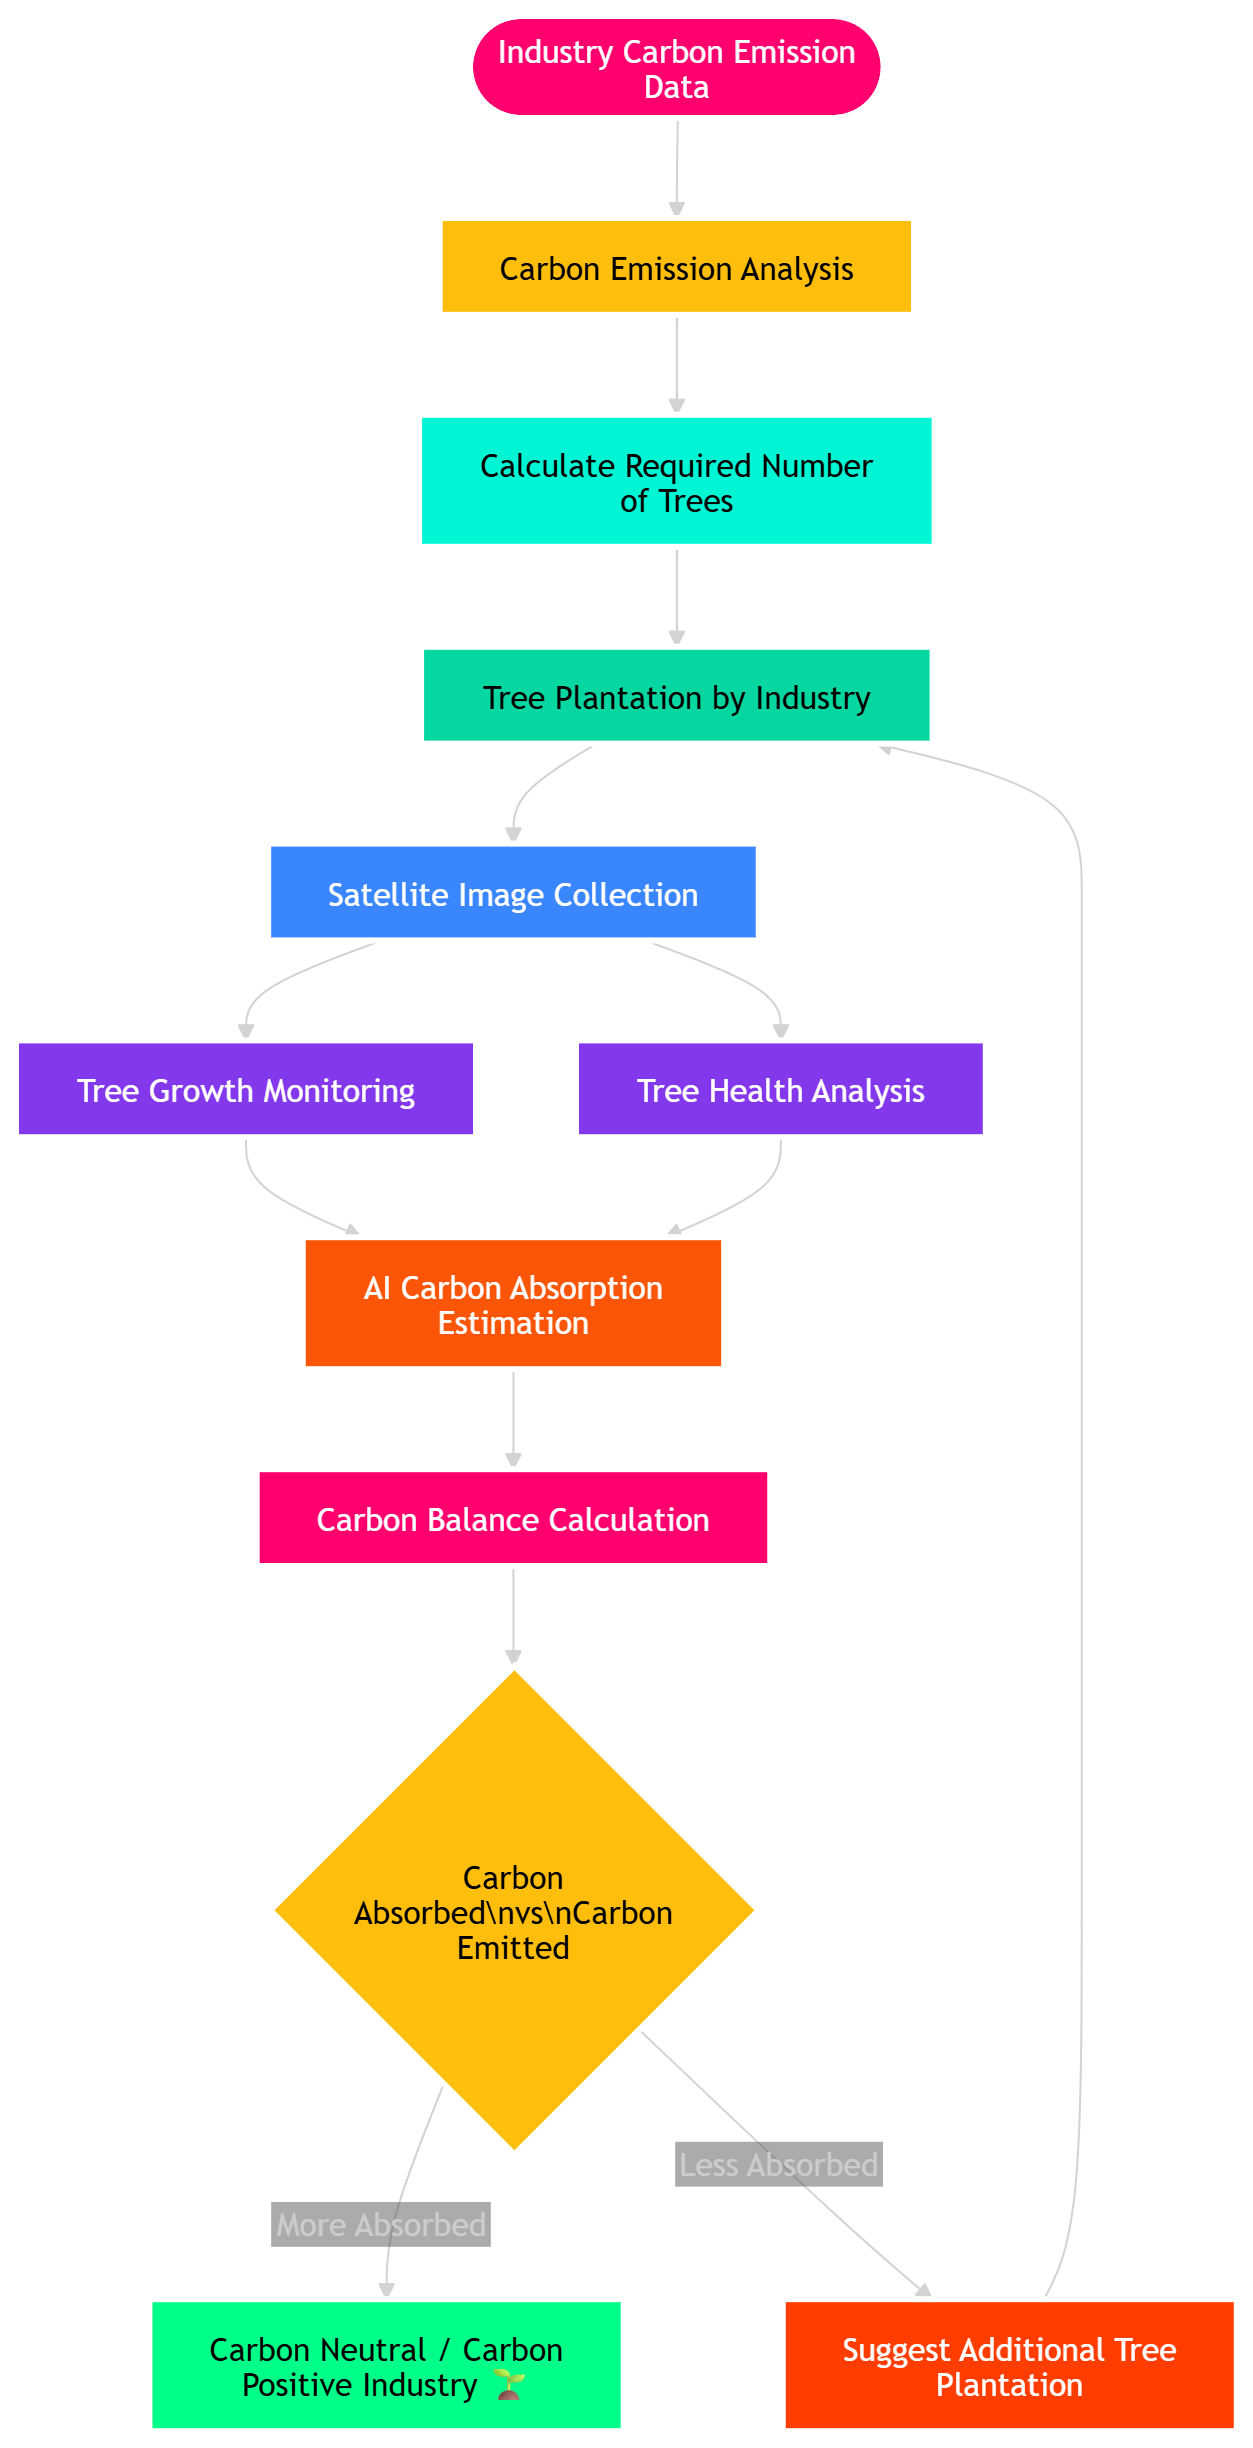 Industry Carbon Emission
Data
Carbon Emission Analysis
Calculate Required Number
of Trees
Tree Plantation by Industry
Satellite Image Collection
Tree Growth Monitoring
Tree Health Analysis
AI Carbon Absorption
Estimation
Carbon Balance Calculation
Carbon
Absorbed\nvs\nCarbon
Emitted
Less Absorbed
More Absorbed
Carbon Neutral / Carbon
Positive Industry 🌱
Suggest Additional Tree
Plantation